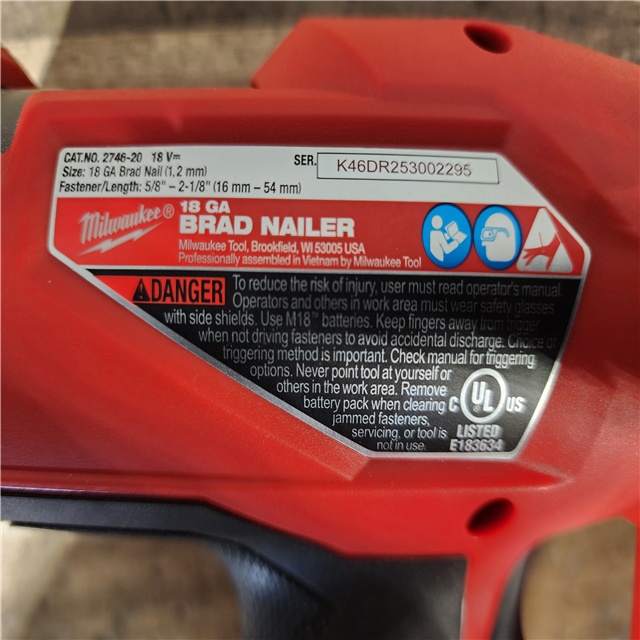 CAT.NO. 2746-20 18 V⎓
SER. K46DR253002295
Size: 18 GA Brad Nail (1,2 mm)
Fastener/Length: 5/8" – 2-1/8" (16 mm – 54 mm)
Milwaukee®
18 GA
BRAD NAILER
Milwaukee Tool, Brookfield, WI 53005 USA
Professionally assembled in Vietnam by Milwaukee Tool
DANGER
To reduce the risk of injury, user must read operator's manual.
Operators and others in work area must wear safety glasses
with side shields. Use M18™ batteries. Keep fingers away from trigger
when not driving fasteners to avoid accidental discharge. Choice of
triggering method is important. Check manual for triggering
options. Never point tool at yourself or
others in the work area. Remove
battery pack when clearing
jammed fasteners,
servicing, or tool is
not in use.
C UL US
LISTED
E183634